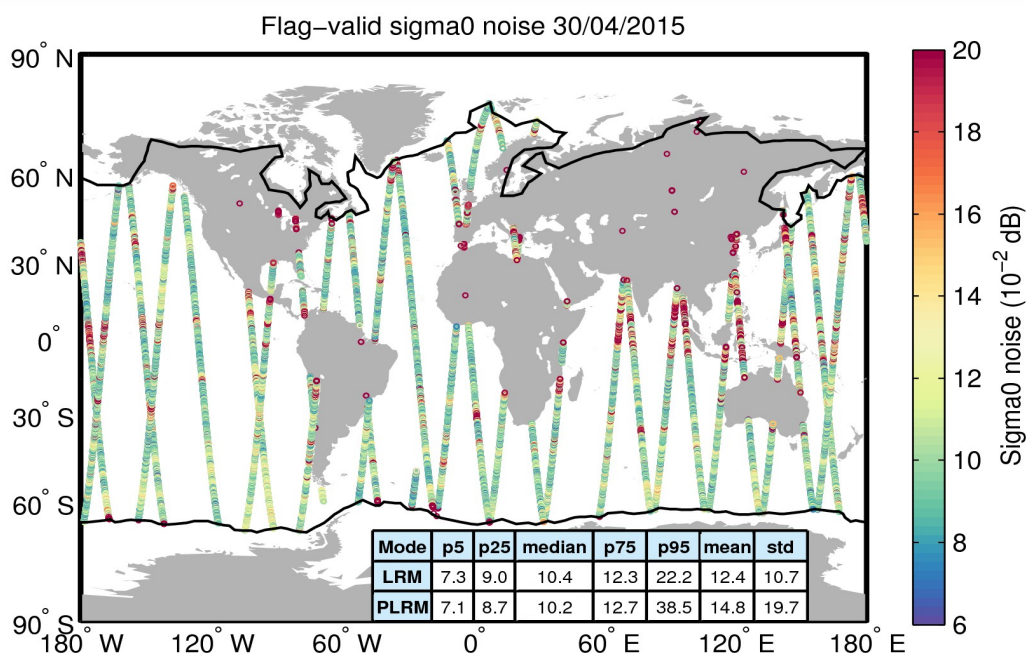 Flag−valid sigma0 noise 30/04/2015
90° N
60° N
30° N
0°
30° S
60° S
90° S
180° W 120° W 60° W 0° 60° E 120° E 180° E
Mode p5 p25 median p75 p95 mean std
LRM 7.3 9.0 10.4 12.3 22.2 12.4 10.7
PLRM 7.1 8.7 10.2 12.7 38.5 14.8 19.7
20
18
16
14
12
10
8
6
Sigma0 noise (10⁻² dB)